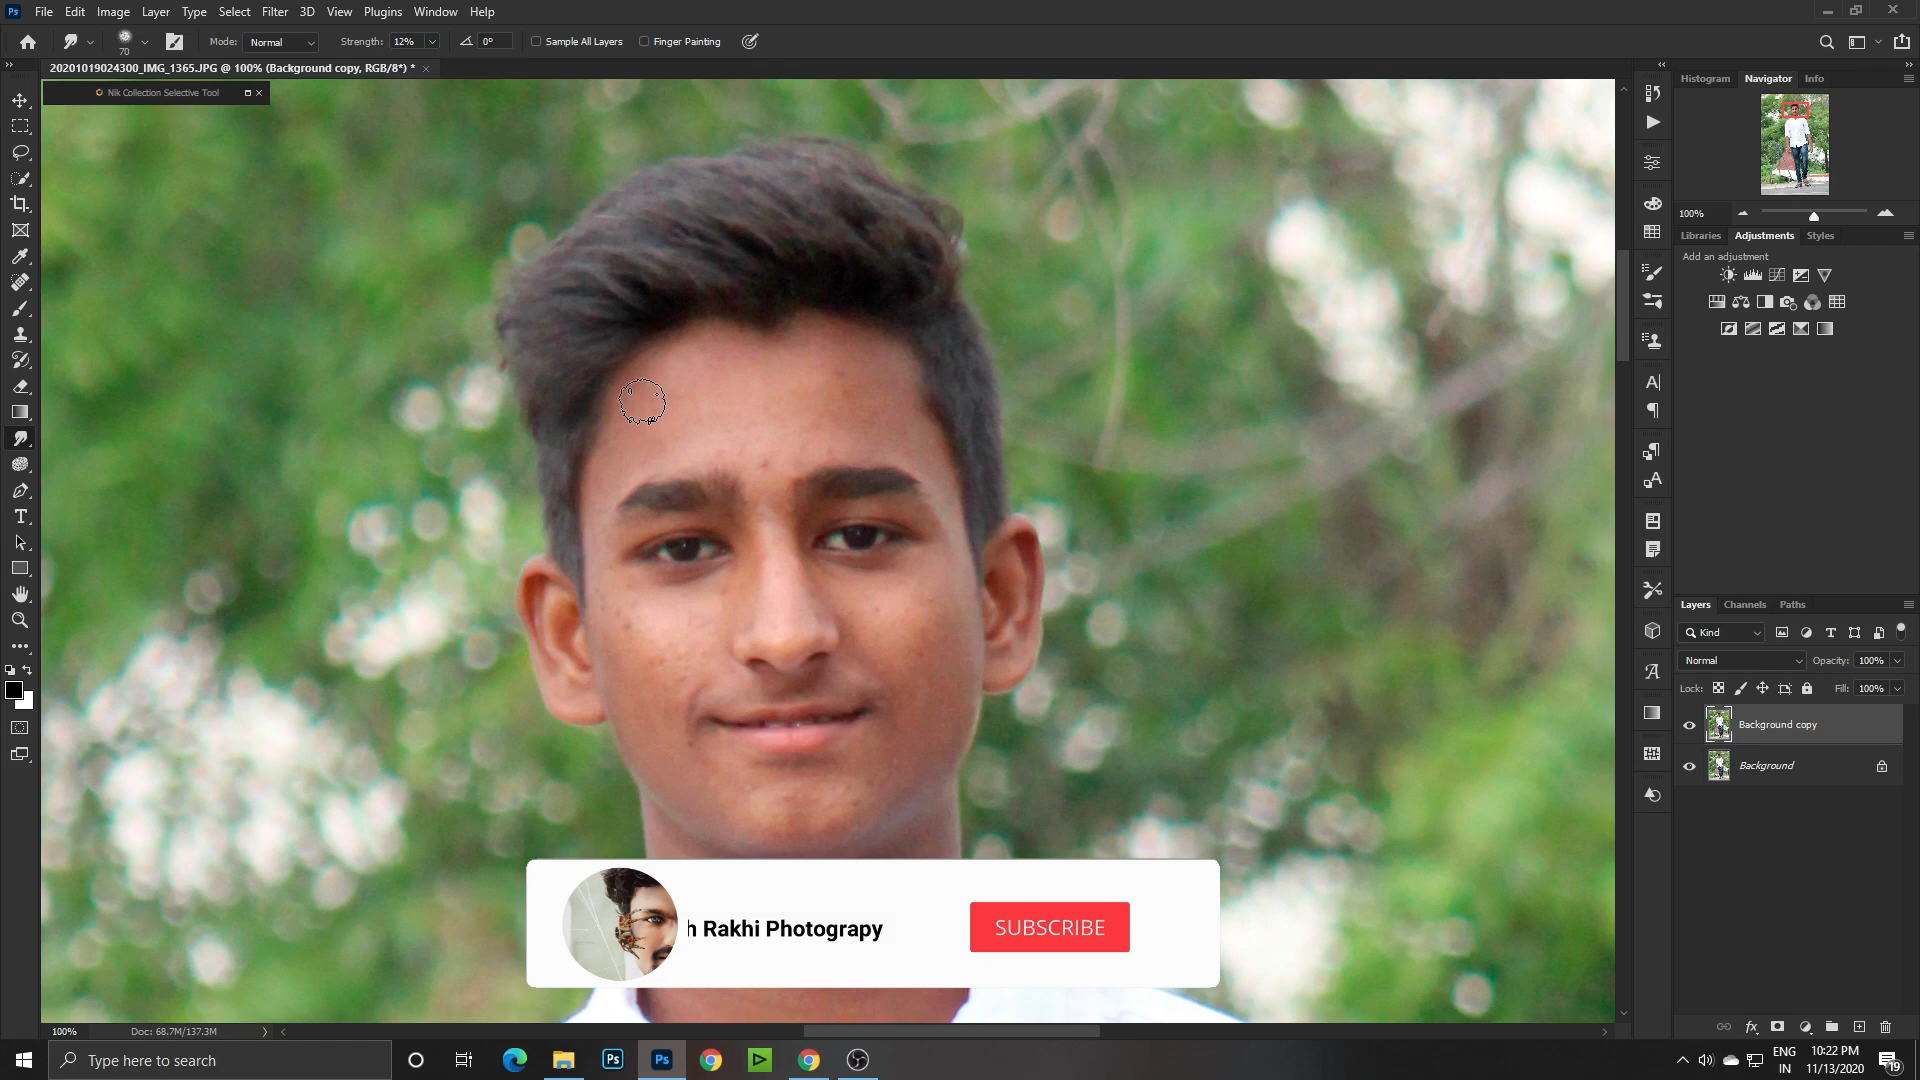 Ps File Edit Image Layer Type Select Filter 3D View Plugins Window Help
70 Mode: Normal Strength: 12% 0° Sample All Layers Finger Painting
20201019024300_IMG_1365.JPG @ 100% (Background copy, RGB/8*) * ×
Nik Collection Selective Tool
Histogram Navigator Info
100%
Libraries Adjustments Styles
Add an adjustment
Layers Channels Paths
Kind
Normal Opacity: 100%
Lock: Fill: 100%
Background copy
Background
h Rakhi Photograpy
SUBSCRIBE
100% Doc: 68.7M/137.3M
Type here to search
Ps
Ps
ENG
IN
10:22 PM
11/13/2020
19